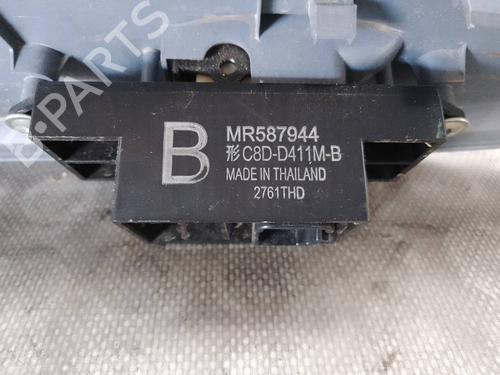 B
MR587944
形 C8D-D411M-B
MADE IN THAILAND
2761THD
B-PARTS